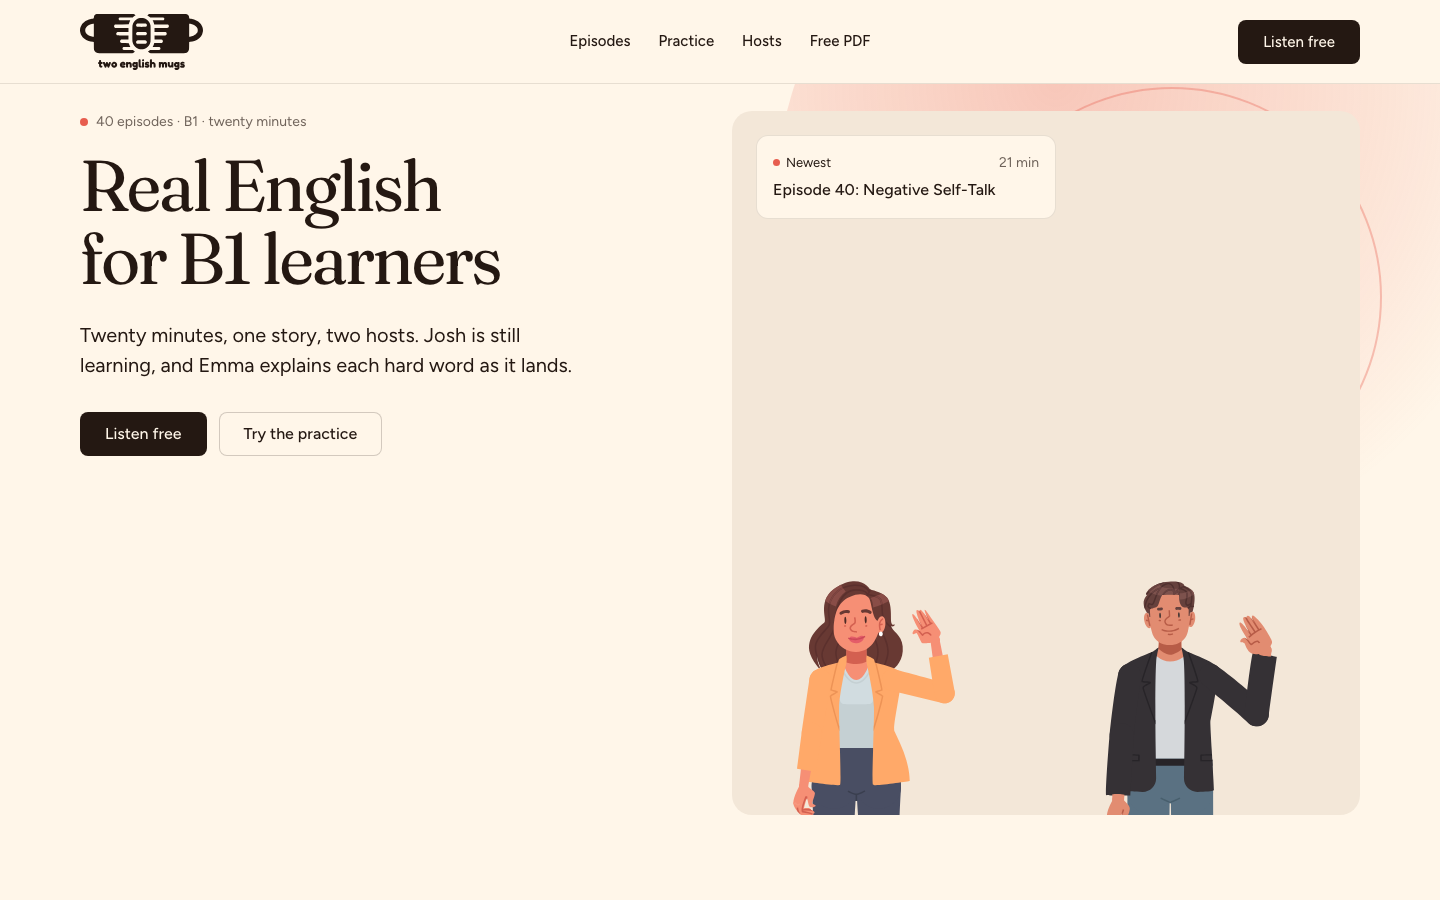 two english mugs
Episodes
Practice
Hosts
Free PDF
Listen free
40 episodes · B1 · twenty minutes
Real English
for B1 learners
Twenty minutes, one story, two hosts. Josh is still
learning, and Emma explains each hard word as it lands.
Listen free
Try the practice
Newest
21 min
Episode 40: Negative Self-Talk